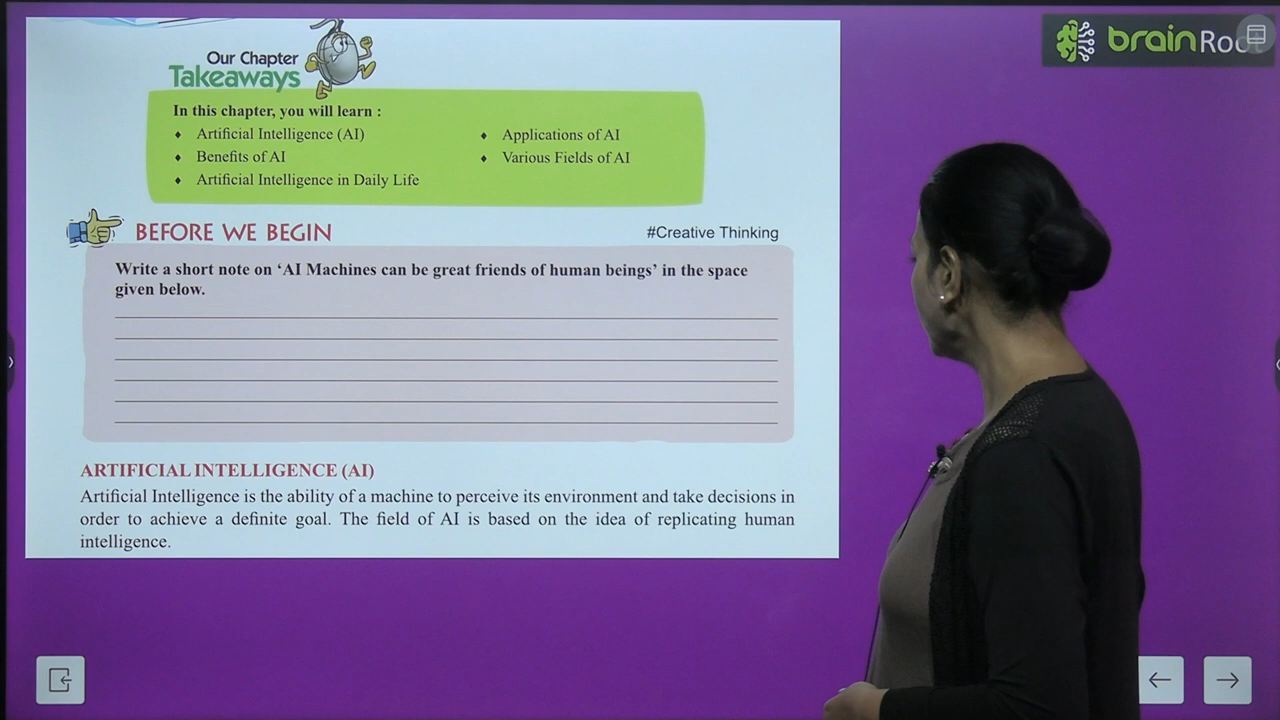 brainRoot
Our Chapter
Takeaways
In this chapter, you will learn :
♦ Artificial Intelligence (AI)
♦ Benefits of AI
♦ Artificial Intelligence in Daily Life
♦ Applications of AI
♦ Various Fields of AI
BEFORE WE BEGIN
#Creative Thinking
Write a short note on ‘AI Machines can be great friends of human beings’ in the space
given below.
ARTIFICIAL INTELLIGENCE (AI)
Artificial Intelligence is the ability of a machine to perceive its environment and take decisions in
order to achieve a definite goal. The field of AI is based on the idea of replicating human
intelligence.